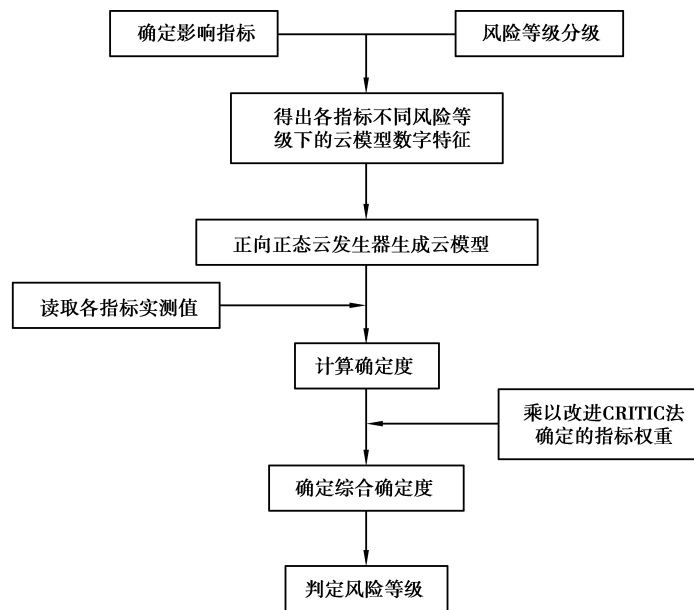 确定影响指标
风险等级分级
得出各指标不同风险等
级下的云模型数字特征
正向正态云发生器生成云模型
读取各指标实测值
计算确定度
乘以改进CRITIC法
确定的指标权重
确定综合确定度
判定风险等级